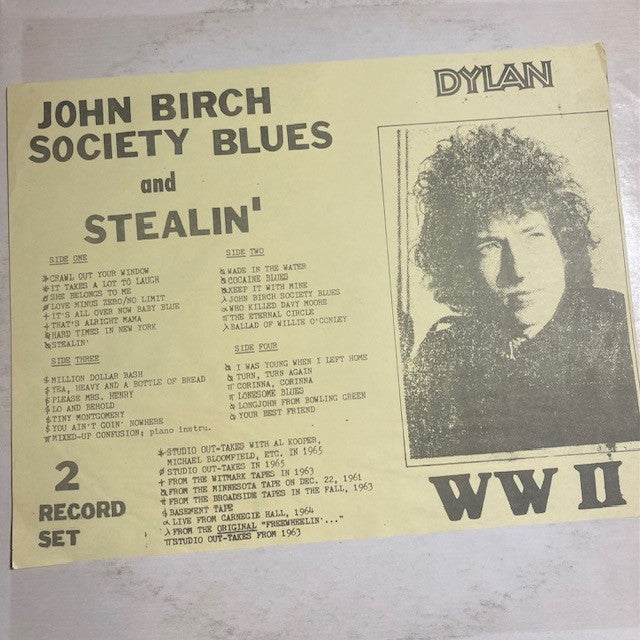 DYLAN
JOHN BIRCH
SOCIETY BLUES
and
STEALIN'
SIDE ONE
CRAWL OUT YOUR WINDOW
IT TAKES A LOT TO LAUGH
SHE BELONGS TO ME
LOVE MINUS ZERO/NO LIMIT
IT'S ALL OVER NOW BABY BLUE
THAT'S ALRIGHT MAMA
HARD TIMES IN NEW YORK
STEALIN'
SIDE TWO
WADE IN THE WATER
COCAINE BLUES
KEEP IT WITH MINE
JOHN BIRCH SOCIETY BLUES
WHO KILLED DAVY MOORE
THE ETERNAL CIRCLE
BALLAD OF WILLIE O'CONLEY
SIDE THREE
MILLION DOLLAR BASH
YEA, HEAVY AND A BOTTLE OF BREAD
PLEASE MRS. HENRY
LO AND BEHOLD
TINY MONTGOMERY
YOU AIN'T GOIN' NOWHERE
MIXED-UP CONFUSION; piano instru.
SIDE FOUR
I WAS YOUNG WHEN I LEFT HOME
TURN, TURN AGAIN
CORINNA, CORINNA
LONESOME BLUES
LONGJOHN FROM BOWLING GREEN
YOUR BEST FRIEND
2
RECORD
SET
STUDIO OUT-TAKES WITH AL KOOPER,
MICHAEL BLOOMFIELD, ETC. IN 1965
STUDIO OUT-TAKES IN 1965
FROM THE WITMARK TAPES IN 1963
FROM THE MINNESOTA TAPE ON DEC. 22, 1961
FROM THE BROADSIDE TAPES IN THE FALL, 1963
BASEMENT TAPE
LIVE FROM CARNEGIE HALL, 1964
FROM THE ORIGINAL "FREEWHEELIN'..."
STUDIO OUT-TAKES FROM 1963
WW II